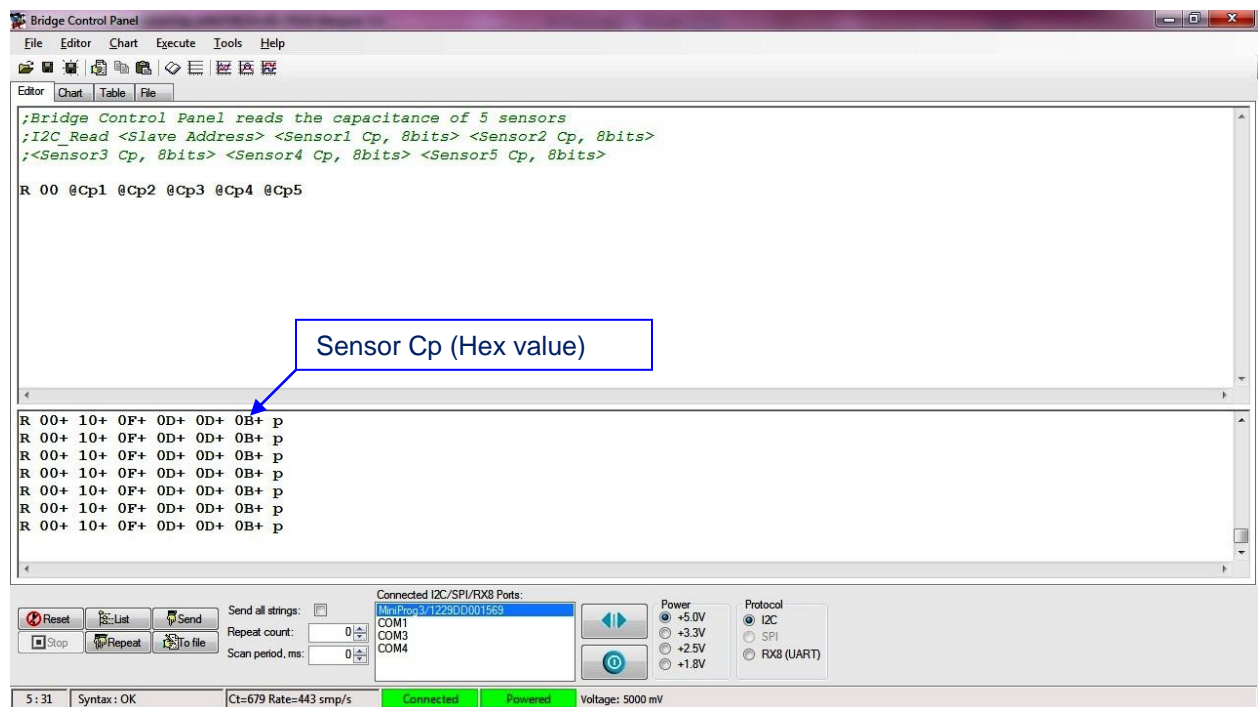 Bridge Control Panel
File Editor Chart Execute Tools Help
Editor Chart Table File
;Bridge Control Panel reads the capacitance of 5 sensors
;I2C_Read <Slave Address> <Sensor1 Cp, 8bits> <Sensor2 Cp, 8bits>
;<Sensor3 Cp, 8bits> <Sensor4 Cp, 8bits> <Sensor5 Cp, 8bits>
R 00 @Cp1 @Cp2 @Cp3 @Cp4 @Cp5
Sensor Cp (Hex value)
R 00+ 10+ 0F+ 0D+ 0D+ 0B+ p
R 00+ 10+ 0F+ 0D+ 0D+ 0B+ p
R 00+ 10+ 0F+ 0D+ 0D+ 0B+ p
R 00+ 10+ 0F+ 0D+ 0D+ 0B+ p
R 00+ 10+ 0F+ 0D+ 0D+ 0B+ p
R 00+ 10+ 0F+ 0D+ 0D+ 0B+ p
R 00+ 10+ 0F+ 0D+ 0D+ 0B+ p
Reset List Send
Stop Repeat To file
Send all strings:
Repeat count: 0
Scan period, ms: 0
Connected I2C/SPI/RX8 Ports:
MiniProg3/1229DD001569
COM1
COM3
COM4
Power
+5.0V
+3.3V
+2.5V
+1.8V
Protocol
I2C
SPI
RX8 (UART)
5 : 31 Syntax : OK Ct=679 Rate=443 smp/s Connected Powered Voltage: 5000 mV